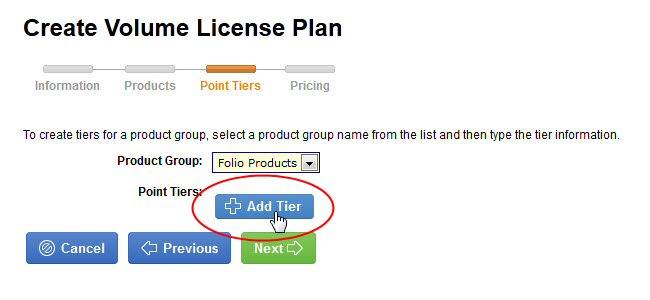 Create Volume License Plan
Information Products Point Tiers Pricing
To create tiers for a product group, select a product group name from the list and then type the tier information.
Product Group: Folio Products
Point Tiers:
Add Tier
Cancel Previous Next